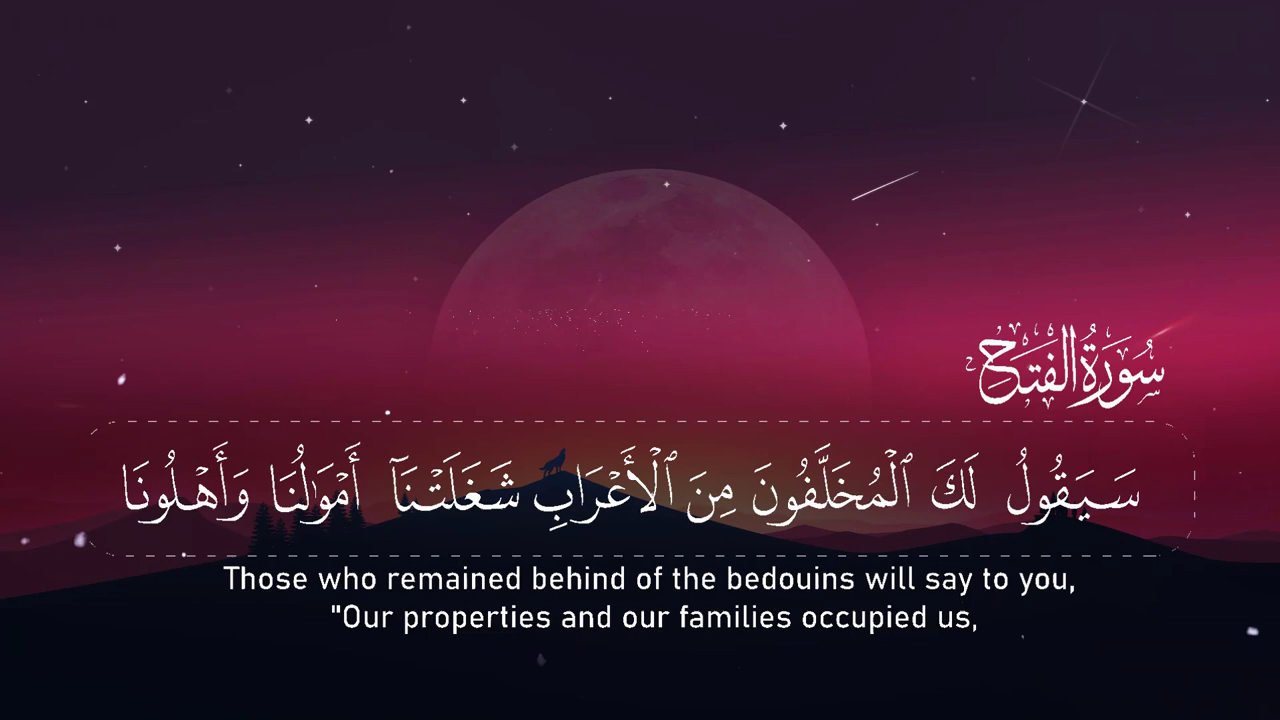 سُورَةُ الفَتۡحِ
سَيَقُولُ لَكَ ٱلۡمُخَلَّفُونَ مِنَ ٱلۡأَعۡرَابِ شَغَلَتۡنَآ أَمۡوَٰلُنَا وَأَهۡلُونَا
Those who remained behind of the bedouins will say to you,
"Our properties and our families occupied us,